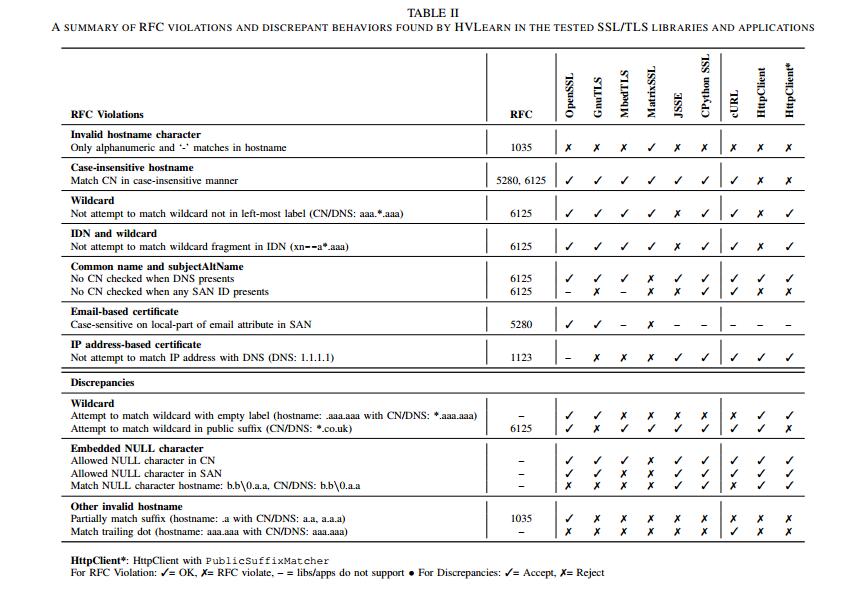 TABLE II
A SUMMARY OF RFC VIOLATIONS AND DISCREPANT BEHAVIORS FOUND BY HVLEARN IN THE TESTED SSL/TLS LIBRARIES AND APPLICATIONS
RFC Violations RFC OpenSSL GnuTLS MbedTLS MatrixSSL JSSE CPython SSL cURL HttpClient HttpClient*
Invalid hostname character
Only alphanumeric and '-' matches in hostname 1035 ✗ ✗ ✗ ✓ ✗ ✗ ✗ ✗ ✗
Case-insensitive hostname
Match CN in case-insensitive manner 5280, 6125 ✓ ✓ ✓ ✓ ✓ ✓ ✓ ✗ ✗
Wildcard
Not attempt to match wildcard not in left-most label (CN/DNS: aaa.*.aaa) 6125 ✓ ✓ ✓ ✓ ✗ ✓ ✓ ✗ ✓
IDN and wildcard
Not attempt to match wildcard fragment in IDN (xn--a*.aaa) 6125 ✓ ✓ ✓ ✓ ✗ ✓ ✓ ✗ ✓
Common name and subjectAltName
No CN checked when DNS presents 6125 ✓ ✓ ✓ ✗ ✓ ✓ ✓ ✓ ✓
No CN checked when any SAN ID presents 6125 – ✗ – ✗ ✗ ✓ ✓ ✗ ✗
Email-based certificate
Case-sensitive on local-part of email attribute in SAN 5280 ✓ ✓ – ✗ – – – – –
IP address-based certificate
Not attempt to match IP address with DNS (DNS: 1.1.1.1) 1123 – ✗ ✗ ✗ ✓ ✓ ✓ ✓ ✓
Discrepancies
Wildcard
Attempt to match wildcard with empty label (hostname: .aaa.aaa with CN/DNS: *.aaa.aaa) – ✓ ✓ ✗ ✗ ✗ ✗ ✗ ✓ ✓
Attempt to match wildcard in public suffix (CN/DNS: *.co.uk) 6125 ✓ ✗ ✓ ✓ ✓ ✓ ✓ ✓ ✗
Embedded NULL character
Allowed NULL character in CN – ✓ ✓ ✓ ✗ ✓ ✓ ✓ ✓ ✓
Allowed NULL character in SAN – ✓ ✓ ✗ ✗ ✓ ✓ ✓ ✓ ✓
Match NULL character hostname: b.b\0.a.a, CN/DNS: b.b\0.a.a – ✗ ✗ ✗ ✗ ✓ ✓ ✗ ✓ ✓
Other invalid hostname
Partially match suffix (hostname: .a with CN/DNS: a.a, a.a.a) 1035 ✓ ✗ ✗ ✗ ✗ ✗ ✗ ✗ ✗
Match trailing dot (hostname: aaa.aaa with CN/DNS: aaa.aaa) – ✗ ✗ ✗ ✗ ✗ ✗ ✓ ✗ ✗
HttpClient*: HttpClient with PublicSuffixMatcher
For RFC Violation: ✓= OK, ✗= RFC violate, – = libs/apps do not support • For Discrepancies: ✓= Accept, ✗= Reject